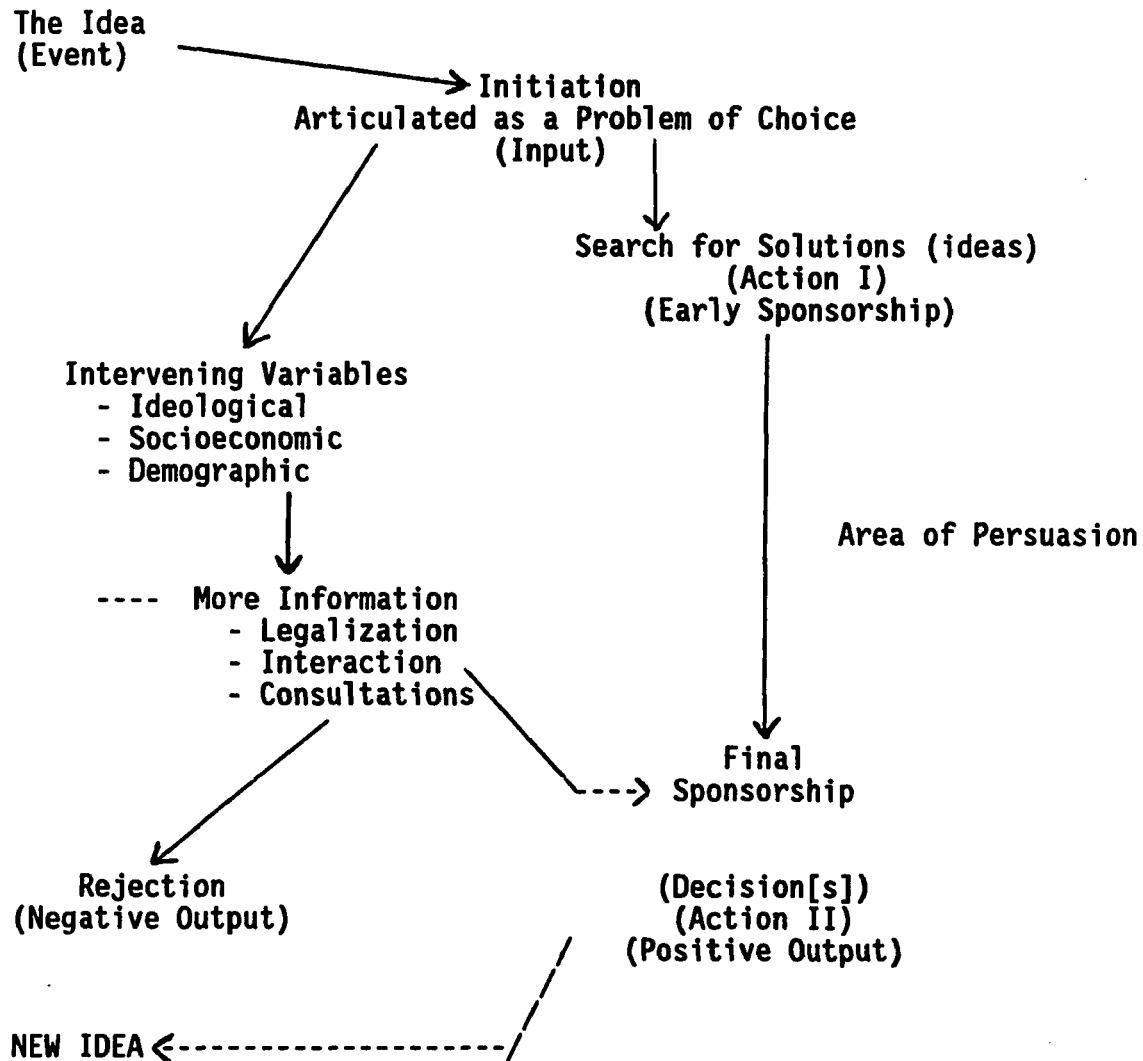 The Idea
(Event)
Initiation
Articulated as a Problem of Choice
(Input)
Search for Solutions (ideas)
(Action I)
(Early Sponsorship)
Intervening Variables
- Ideological
- Socioeconomic
- Demographic
Area of Persuasion
---- More Information
- Legalization
- Interaction
- Consultations
Final
Sponsorship
Rejection
(Negative Output)
(Decision[s])
(Action II)
(Positive Output)
NEW IDEA